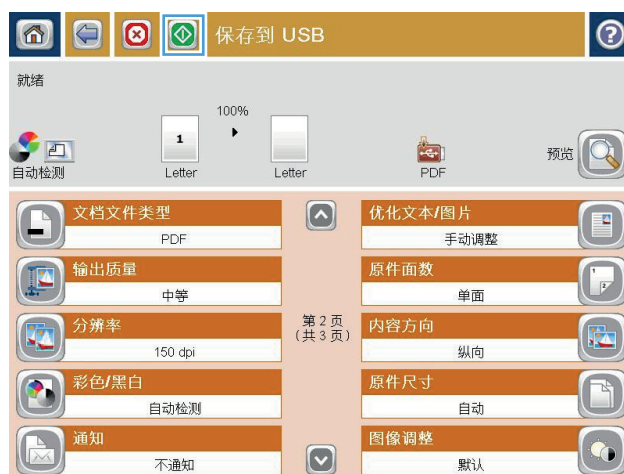 保存到 USB
就绪
100%
1
Letter
Letter
自动检测
PDF
预览
文档文件类型
PDF
输出质量
中等
分辨率
150 dpi
彩色/黑白
自动检测
通知
不通知
第 2 页
(共 3 页)
优化文本/图片
手动调整
原件面数
单面
1
2
内容方向
纵向
原件尺寸
自动
图像调整
默认